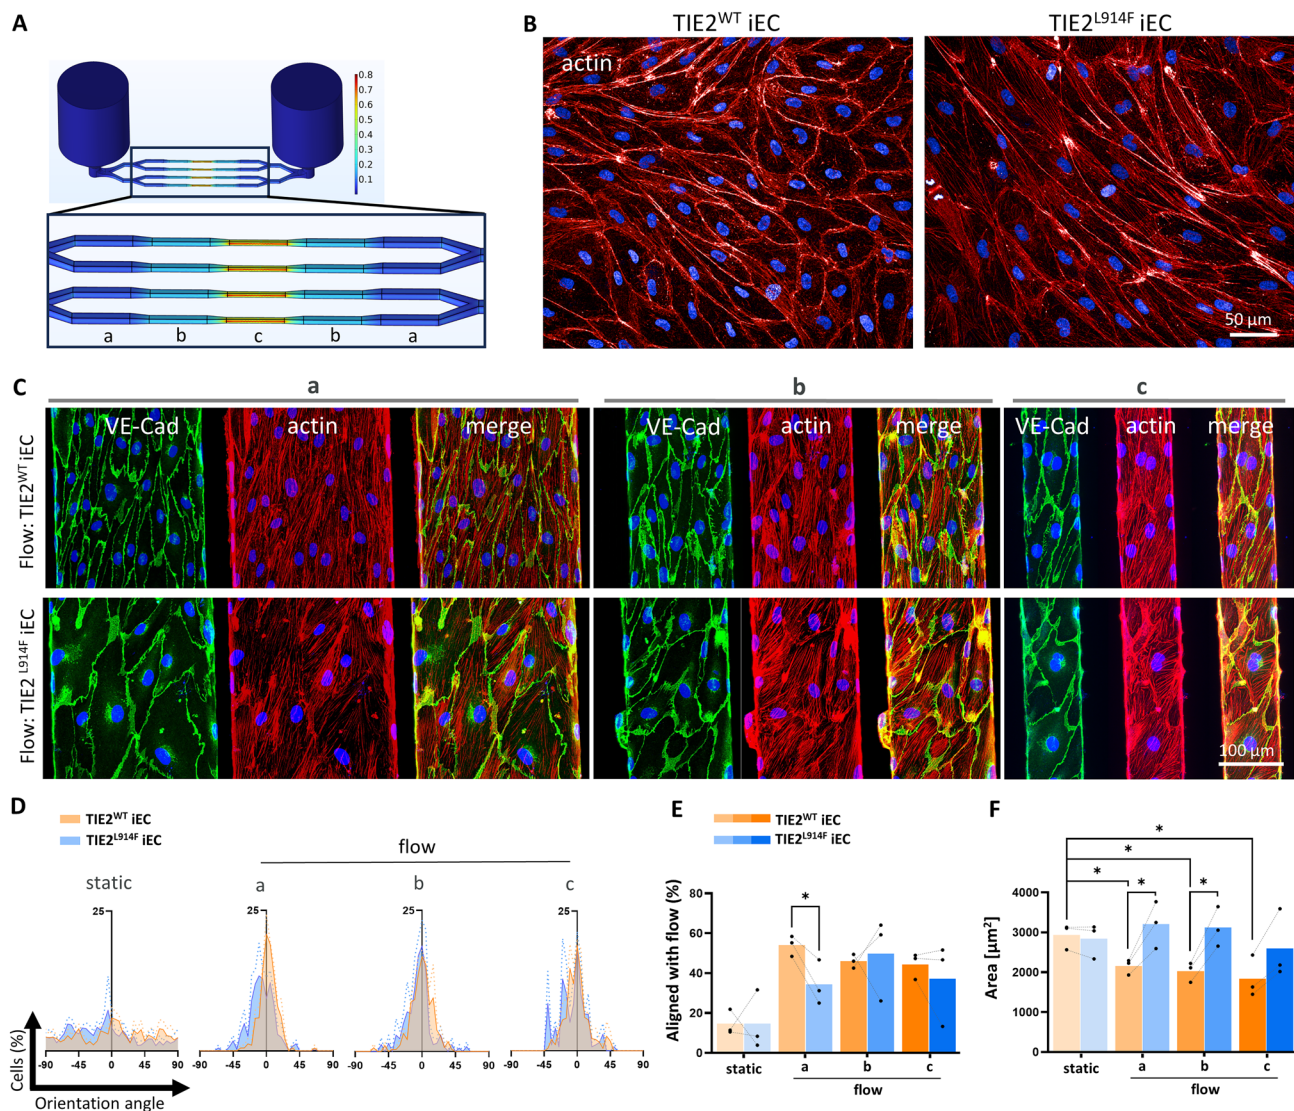 A
0.8
0.7
0.6
0.5
0.4
0.3
0.2
0.1
a b c b a
B
TIE2WT iEC TIE2L914F iEC
actin
50 µm
C
a b c
VE-Cad actin merge VE-Cad actin merge VE-Cad actin merge
Flow: TIE2WT iEC
Flow: TIE2 L914F iEC
100 µm
D
TIE2WT iEC
TIE2L914F iEC
flow
static a b c
25 25 25 25
-90 -45 0 45 90 -90 -45 0 45 90 -90 -45 0 45 90 -90 -45 0 45 90
Cells (%)
Orientation angle
E
TIE2WT iEC
TIE2L914F iEC
Aligned with flow (%)
80
60
40
20
0
*
static a b c
flow
F
Area [µm²]
4000
3000
2000
1000
0
*
*
* * *
static a b c
flow